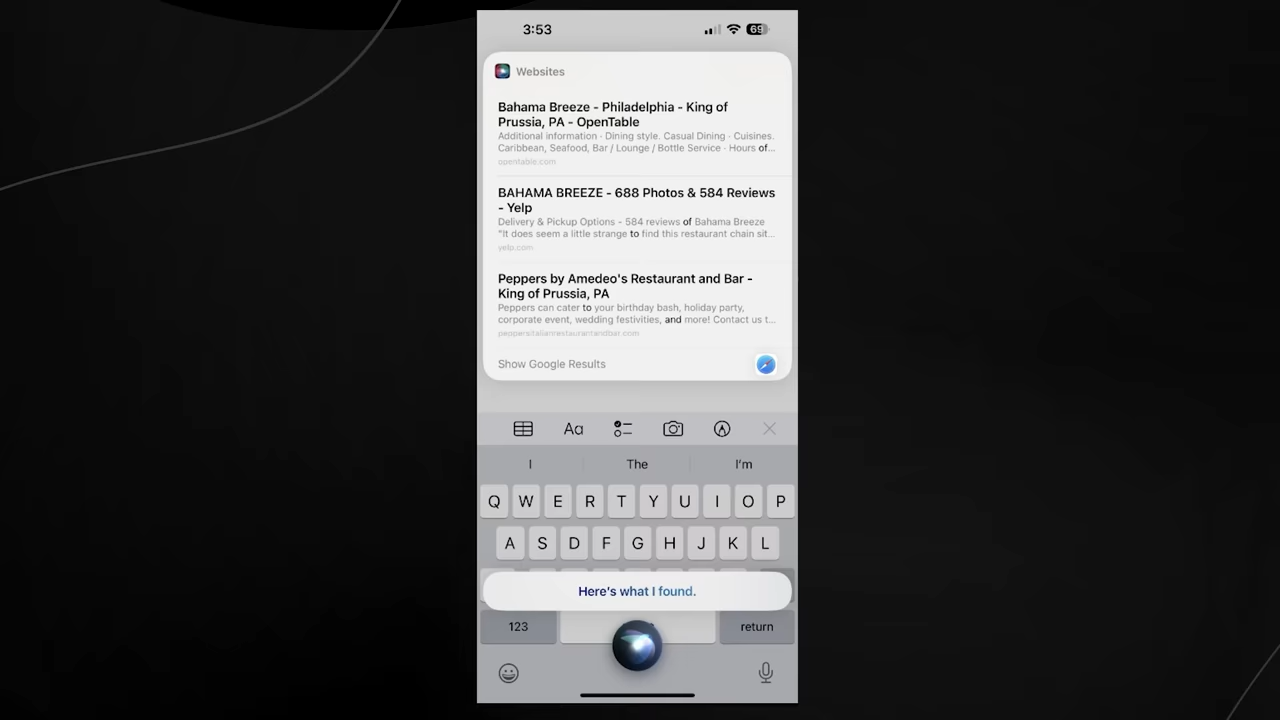 3:53
69
Websites
Bahama Breeze - Philadelphia - King of
Prussia, PA - OpenTable
Additional information · Dining style. Casual Dining · Cuisines.
Caribbean, Seafood, Bar / Lounge / Bottle Service · Hours of...
opentable.com
BAHAMA BREEZE - 688 Photos & 584 Reviews
- Yelp
Delivery & Pickup Options - 584 reviews of Bahama Breeze
"It does seem a little strange to find this restaurant chain sit...
yelp.com
Peppers by Amedeo's Restaurant and Bar -
King of Prussia, PA
Peppers can cater to your birthday bash, holiday party,
corporate event, wedding festivities, and more! Contact us t...
peppersitalianrestaurantandbar.com
Show Google Results
Aa
I The I'm
Q W E R T Y U I O P
A S D F G H J K L
Here's what I found.
123 return